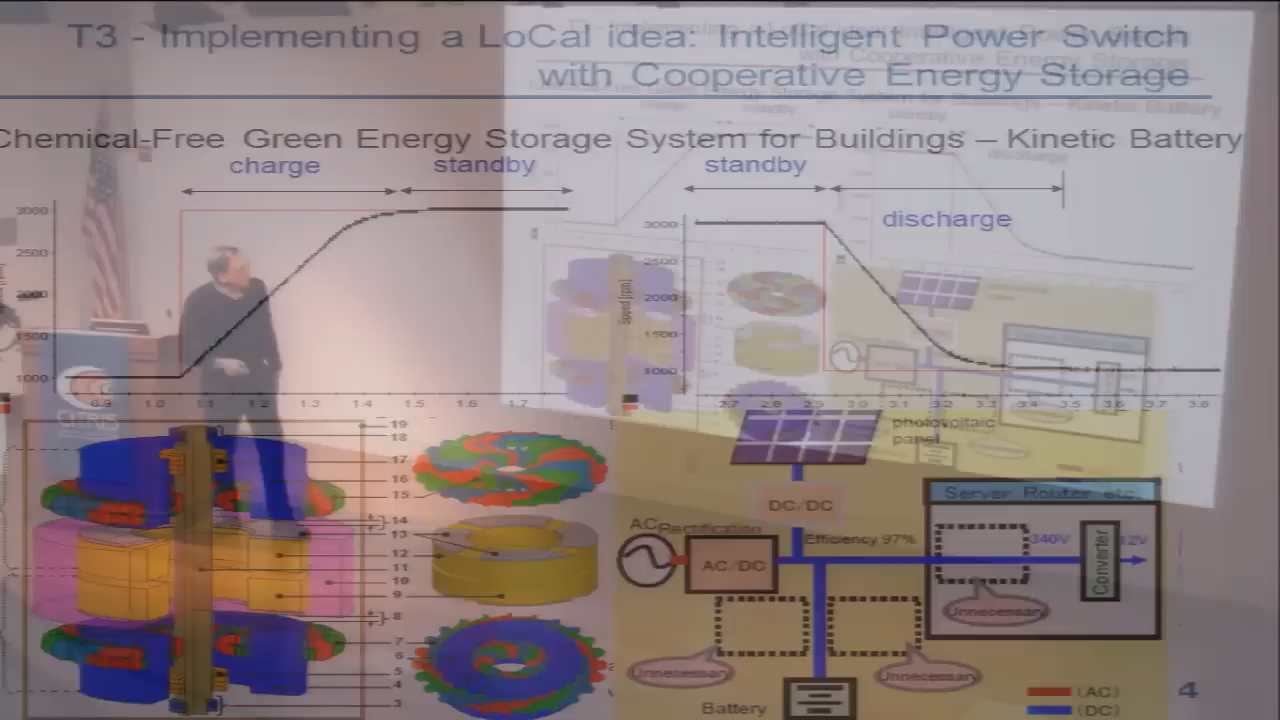 T3 - Implementing a LoCal idea: Intelligent Power Switch
with Cooperative Energy Storage
Chemical-Free Green Energy Storage System for Buildings – Kinetic Battery
charge
standby
standby
discharge
3000
2500
2000
1500
1000
0.9 1.0 1.1 1.2 1.3 1.4 1.5 1.6 1.7
Speed [rpm]
3000
2500
2000
1500
1000
2.7 2.8 2.9 3.0 3.1 3.2 3.3 3.4 3.5 3.6 3.7 3.8
CITRIS
19
18
17
16
15
14
13
12
11
10
9
8
7
6
5
4
3
photovoltaic
panel
DC/DC
AC
Rectification
AC/DC
Efficiency 97%
Server Router etc.
340V
12V
Converter
Unnecessary
Unnecessary
Unnecessary
Battery
(AC)
(DC)
4